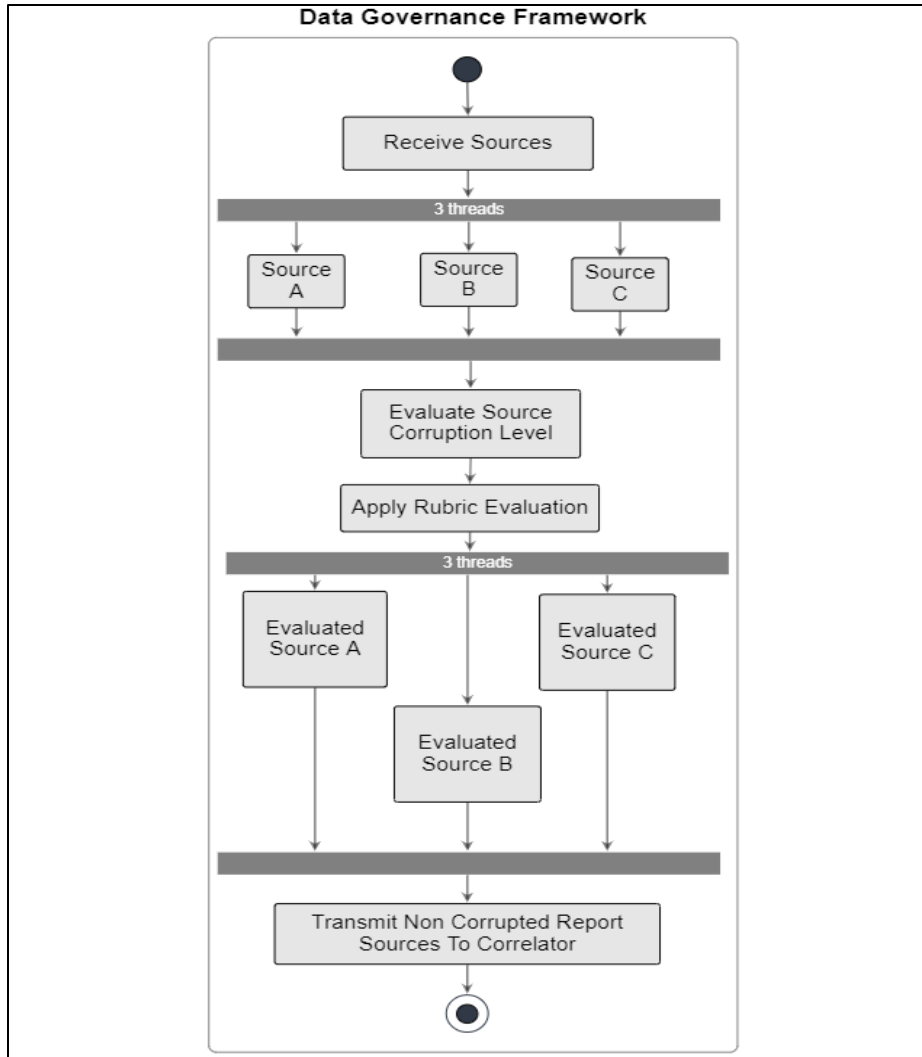 Data Governance Framework
Receive Sources
3 threads
Source
A
Source
B
Source
C
Evaluate Source
Corruption Level
Apply Rubric Evaluation
3 threads
Evaluated
Source A
Evaluated
Source C
Evaluated
Source B
Transmit Non Corrupted Report
Sources To Correlator